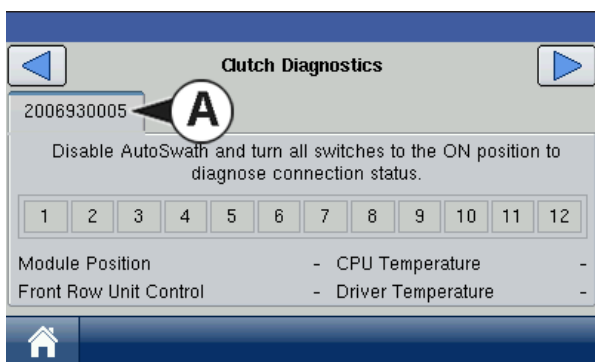 Clutch Diagnostics
2006930005
A
Disable AutoSwath and turn all switches to the ON position to
diagnose connection status.
1 2 3 4 5 6 7 8 9 10 11 12
Module Position - CPU Temperature -
Front Row Unit Control - Driver Temperature -